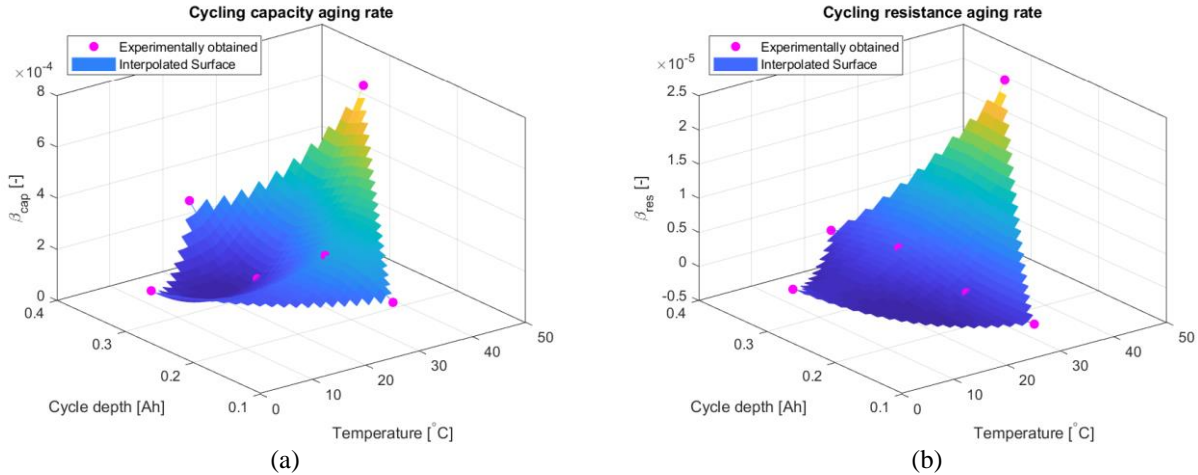 Cycling capacity aging rate
Experimentally obtained
Interpolated Surface
×10⁻⁴
8
6
4
2
0
β_cap [-]
0.4
0.3
0.2
0.1
Cycle depth [Ah]
0
10
20
30
40
50
Temperature [°C]
(a)
Cycling resistance aging rate
Experimentally obtained
Interpolated Surface
×10⁻⁵
2.5
2
1.5
1
0.5
0
-0.5
β_res [-]
0.4
0.3
0.2
0.1
Cycle depth [Ah]
0
10
20
30
40
50
Temperature [°C]
(b)